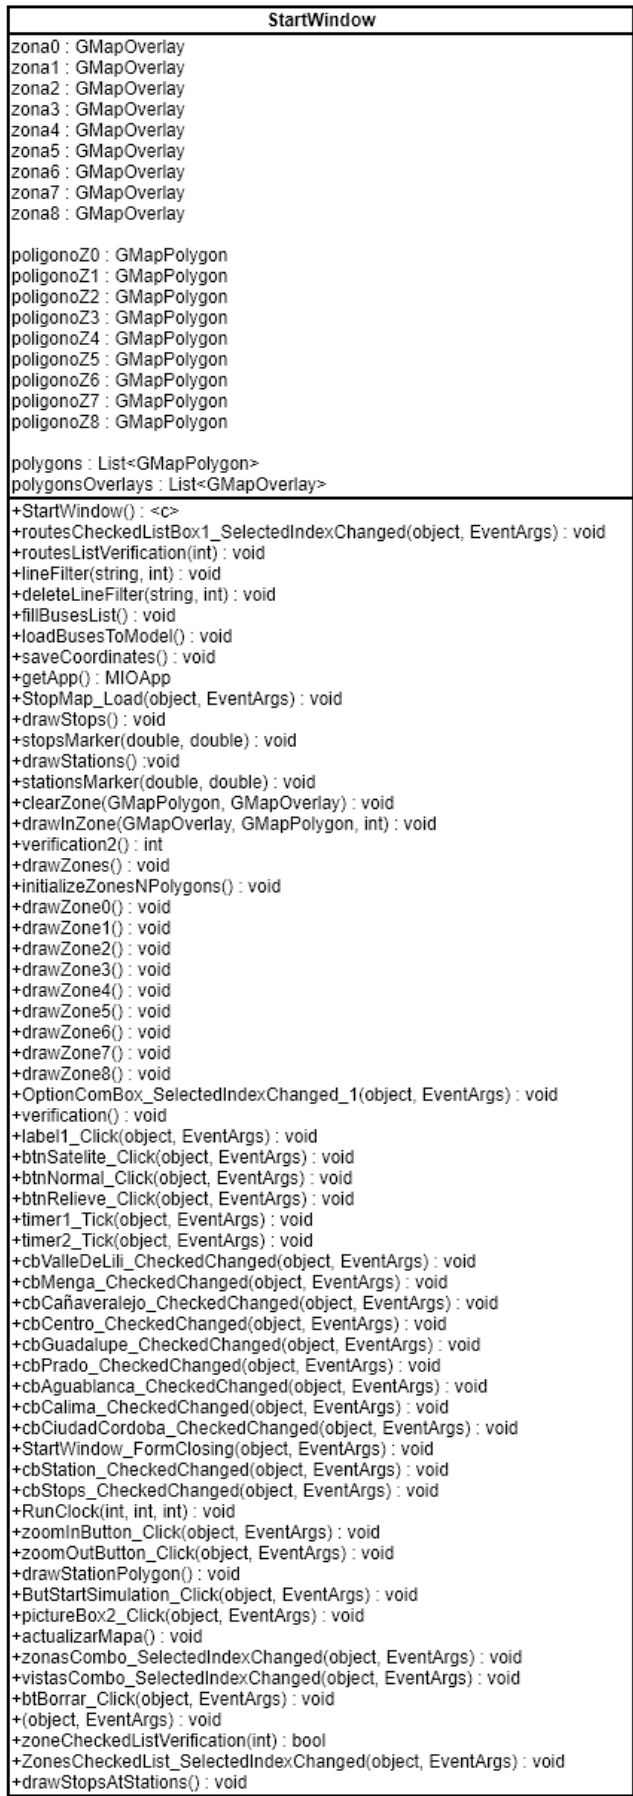 StartWindow
zona0 : GMapOverlay
zona1 : GMapOverlay
zona2 : GMapOverlay
zona3 : GMapOverlay
zona4 : GMapOverlay
zona5 : GMapOverlay
zona6 : GMapOverlay
zona7 : GMapOverlay
zona8 : GMapOverlay
poligonoZ0 : GMapPolygon
poligonoZ1 : GMapPolygon
poligonoZ2 : GMapPolygon
poligonoZ3 : GMapPolygon
poligonoZ4 : GMapPolygon
poligonoZ5 : GMapPolygon
poligonoZ6 : GMapPolygon
poligonoZ7 : GMapPolygon
poligonoZ8 : GMapPolygon
polygons : List<GMapPolygon>
polygonsOverlays : List<GMapOverlay>
+StartWindow() : <c>
+routesCheckedListBox1_SelectedIndexChanged(object, EventArgs) : void
+routesListVerification(int) : void
+lineFilter(string, int) : void
+deleteLineFilter(string, int) : void
+fillBusesList() : void
+loadBusesToModel() : void
+saveCoordinates() : void
+getApp() : MIOApp
+StopMap_Load(object, EventArgs) : void
+drawStops() : void
+stopsMarker(double, double) : void
+drawStations() :void
+stationsMarker(double, double) : void
+clearZone(GMapPolygon, GMapOverlay) : void
+drawInZone(GMapOverlay, GMapPolygon, int) : void
+verification2() : int
+drawZones() : void
+initializeZonesNPolygons() : void
+drawZone0() : void
+drawZone1() : void
+drawZone2() : void
+drawZone3() : void
+drawZone4() : void
+drawZone5() : void
+drawZone6() : void
+drawZone7() : void
+drawZone8() : void
+OptionComBox_SelectedIndexChanged_1(object, EventArgs) : void
+verification() : void
+label1_Click(object, EventArgs) : void
+btnSatelite_Click(object, EventArgs) : void
+btnNormal_Click(object, EventArgs) : void
+btnRelieve_Click(object, EventArgs) : void
+timer1_Tick(object, EventArgs) : void
+timer2_Tick(object, EventArgs) : void
+cbValleDeLili_CheckedChanged(object, EventArgs) : void
+cbMenga_CheckedChanged(object, EventArgs) : void
+cbCañaveralejo_CheckedChanged(object, EventArgs) : void
+cbCentro_CheckedChanged(object, EventArgs) : void
+cbGuadalupe_CheckedChanged(object, EventArgs) : void
+cbPrado_CheckedChanged(object, EventArgs) : void
+cbAguablanca_CheckedChanged(object, EventArgs) : void
+cbCalima_CheckedChanged(object, EventArgs) : void
+cbCiudadCordoba_CheckedChanged(object, EventArgs) : void
+StartWindow_FormClosing(object, EventArgs) : void
+cbStation_CheckedChanged(object, EventArgs) : void
+cbStops_CheckedChanged(object, EventArgs) : void
+RunClock(int, int, int) : void
+zoomInButton_Click(object, EventArgs) : void
+zoomOutButton_Click(object, EventArgs) : void
+drawStationPolygon() : void
+ButStartSimulation_Click(object, EventArgs) : void
+pictureBox2_Click(object, EventArgs) : void
+actualizarMapa() : void
+zonasCombo_SelectedIndexChanged(object, EventArgs) : void
+vistasCombo_SelectedIndexChanged(object, EventArgs) : void
+btBorrar_Click(object, EventArgs) : void
+(object, EventArgs) : void
+zoneCheckedListVerification(int) : bool
+ZonesCheckedList_SelectedIndexChanged(object, EventArgs) : void
+drawStopsAtStations() : void